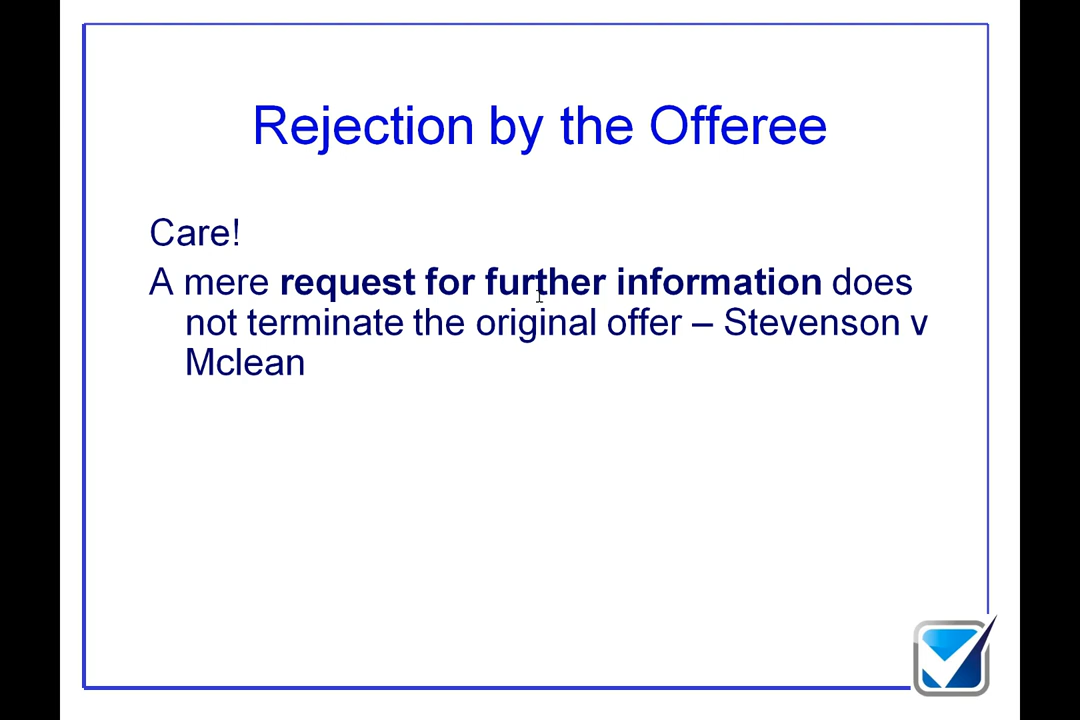 Rejection by the Offeree
Care!
A mere request for further information does
not terminate the original offer – Stevenson v
Mclean